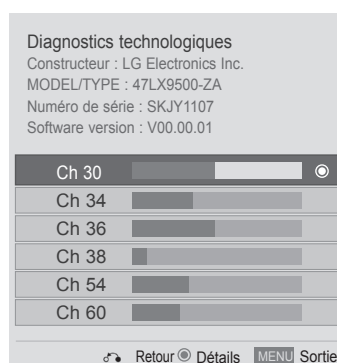 Diagnostics technologiques
Constructeur : LG Electronics Inc.
MODEL/TYPE : 47LX9500-ZA
Numéro de série : SKJY1107
Software version : V00.00.01
Ch 30
Ch 34
Ch 36
Ch 38
Ch 54
Ch 60
Retour Détails MENU Sortie